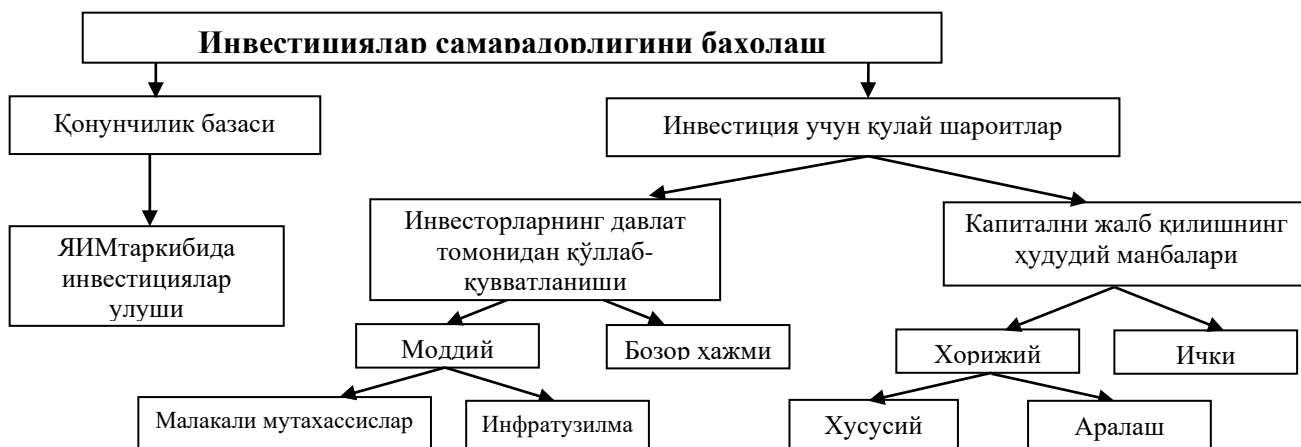 Инвестициялар самарадорлигини бахолаш
Қонунчилик базаси
Инвестиция учун қулай шароитлар
ЯИМтаркибида
инвестициялар
улуши
Инвесторларнинг давлат
томонидан қўллаб-
қувватланиши
Капитални жалб қилишнинг
ҳудудий манбалари
Моддий
Бозор ҳажми
Хорижий
Ички
Малакали мутахассислар
Инфратузилма
Хусусий
Аралаш